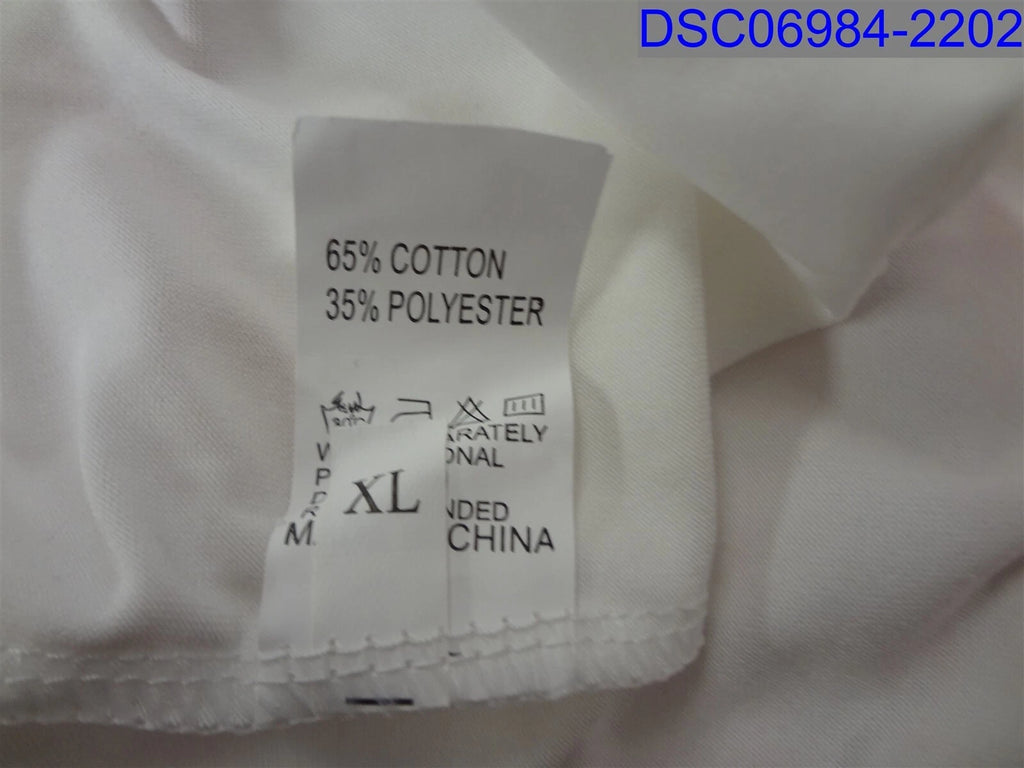 DSC06984-2202
65% COTTON
35% POLYESTER
XL
CHINA